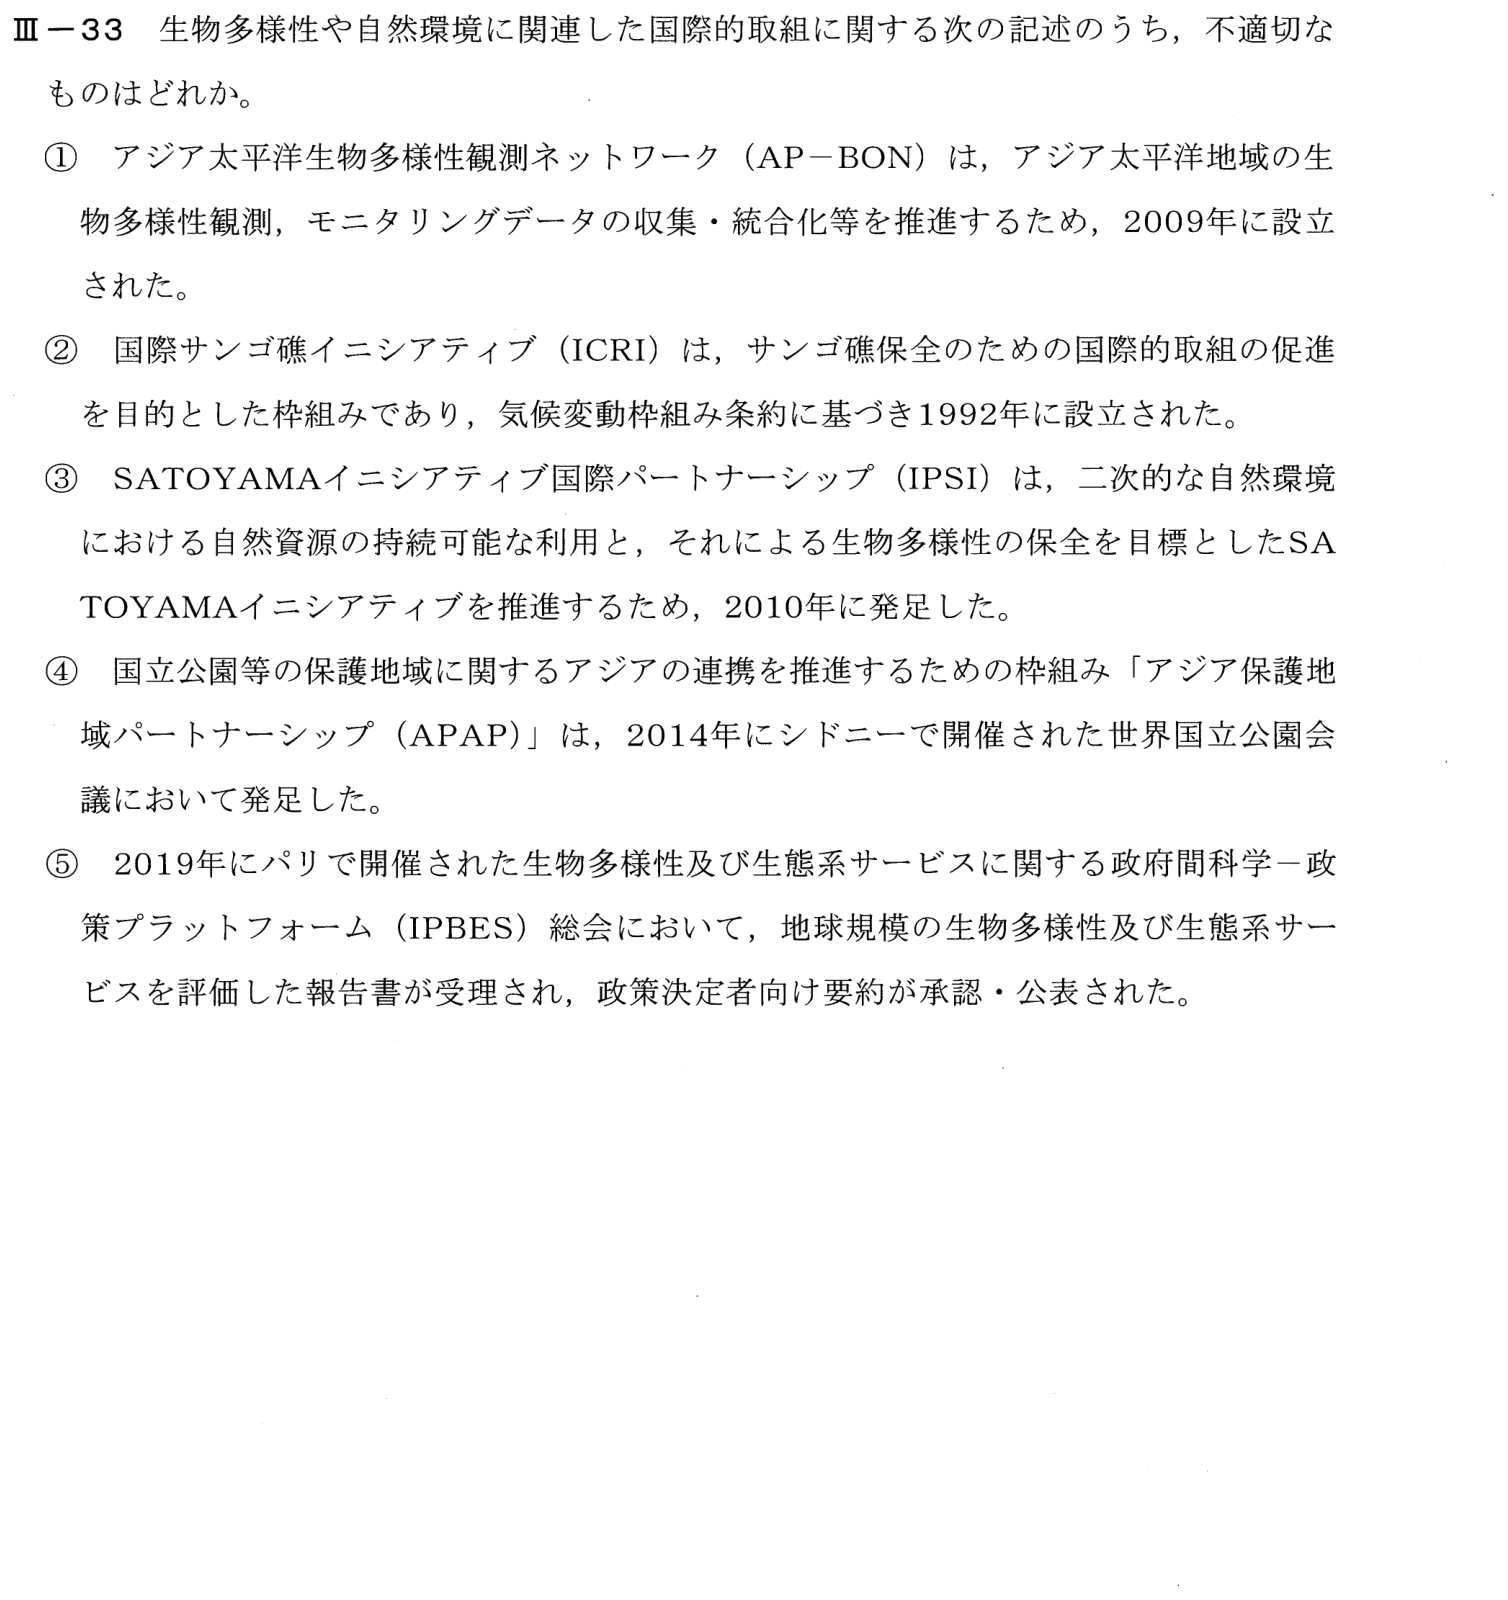 Ⅲ－33　生物多様性や自然環境に関連した国際的取組に関する次の記述のうち，不適切な
ものはどれか。
①　アジア太平洋生物多様性観測ネットワーク（AP－BON）は，アジア太平洋地域の生
物多様性観測，モニタリングデータの収集・統合化等を推進するため，2009年に設立
された。
②　国際サンゴ礁イニシアティブ（ICRI）は，サンゴ礁保全のための国際的取組の促進
を目的とした枠組みであり，気候変動枠組み条約に基づき1992年に設立された。
③　SATOYAMAイニシアティブ国際パートナーシップ（IPSI）は，二次的な自然環境
における自然資源の持続可能な利用と，それによる生物多様性の保全を目標としたSA
TOYAMAイニシアティブを推進するため，2010年に発足した。
④　国立公園等の保護地域に関するアジアの連携を推進するための枠組み「アジア保護地
域パートナーシップ（APAP）」は，2014年にシドニーで開催された世界国立公園会
議において発足した。
⑤　2019年にパリで開催された生物多様性及び生態系サービスに関する政府間科学－政
策プラットフォーム（IPBES）総会において，地球規模の生物多様性及び生態系サー
ビスを評価した報告書が受理され，政策決定者向け要約が承認・公表された。